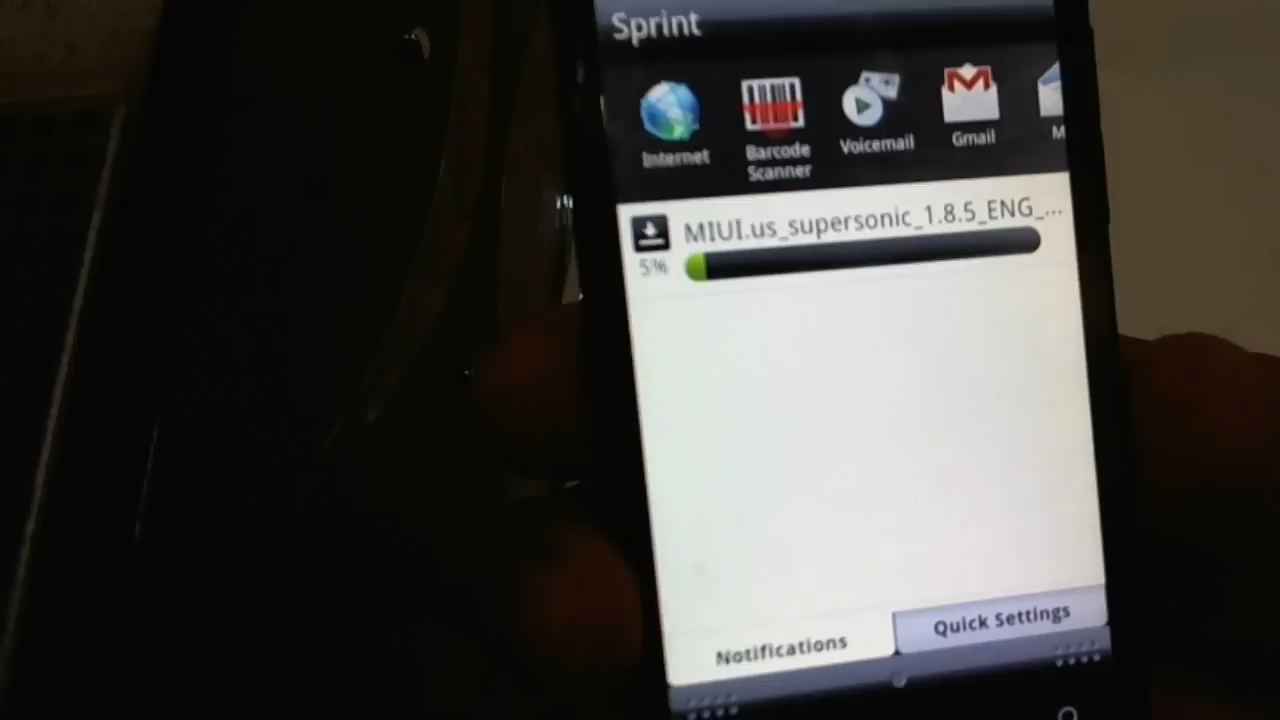 Sprint
Internet
Barcode
Scanner
Voicemail
Gmail
M
MIUI.us_supersonic_1.8.5_ENG_...
5%
Notifications
Quick Settings